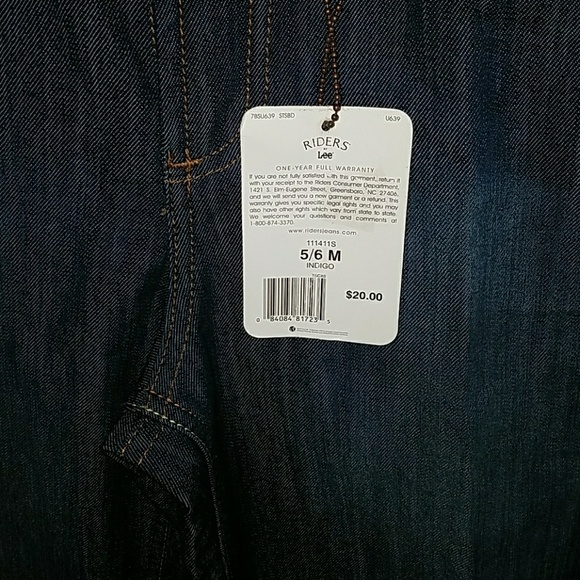 7BSU639 STSBD U639
RIDERS
BY
Lee
ONE-YEAR FULL WARRANTY
If you are not fully satisfied with this garment, return it
with your receipt to the Riders Consumer Department,
1421 S. Elm-Eugene Street, Greensboro, NC 27406,
and we will send you a new garment or a refund. This
warranty gives you specific legal rights and you may
also have other rights which vary from state to state.
We welcome your questions and comments at
1-800-874-3370.
www.ridersjeans.com
111411S
5/6 M
INDIGO
$20.00
0 84084 81723 5